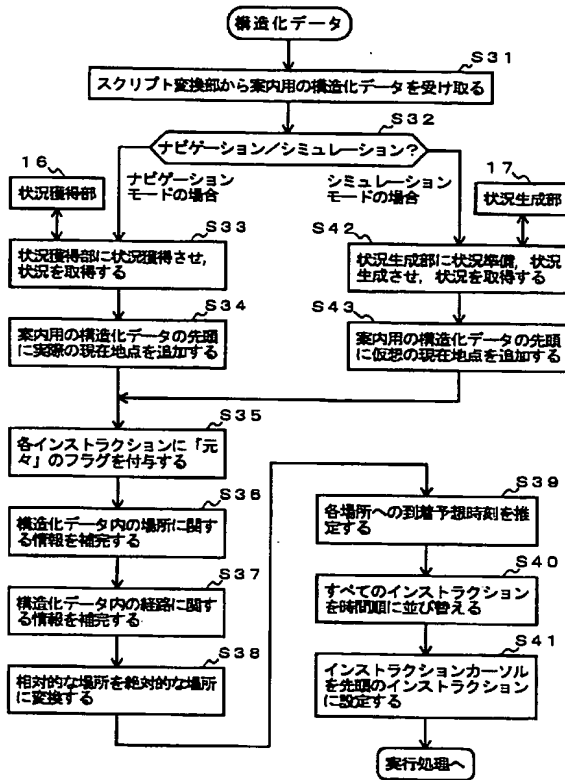 構造化データ
S31
スクリプト変換部から案内用の構造化データを受け取る
S32
ナビゲーション/シミュレーション?
16
状況獲得部
ナビゲーション
モードの場合
シミュレーション
モードの場合
17
状況生成部
S33
状況獲得部に状況獲得させ,
状況を取得する
S42
状況生成部に状況準備,状況
生成させ,状況を取得する
S34
案内用の構造化データの先頭
に実際の現在地点を追加する
S43
案内用の構造化データの先頭
に仮想の現在地点を追加する
S35
各インストラクションに「元
々」のフラグを付与する
S36
構造化データ内の場所に関す
る情報を補完する
S37
構造化データ内の経路に関す
る情報を補完する
S38
相対的な場所を絶対的な場所
に変換する
S39
各場所への到着予想時刻を推
定する
S40
すべてのインストラクション
を時間順に並び替える
S41
インストラクションカーソル
を先頭のインストラクション
に設定する
実行処理へ